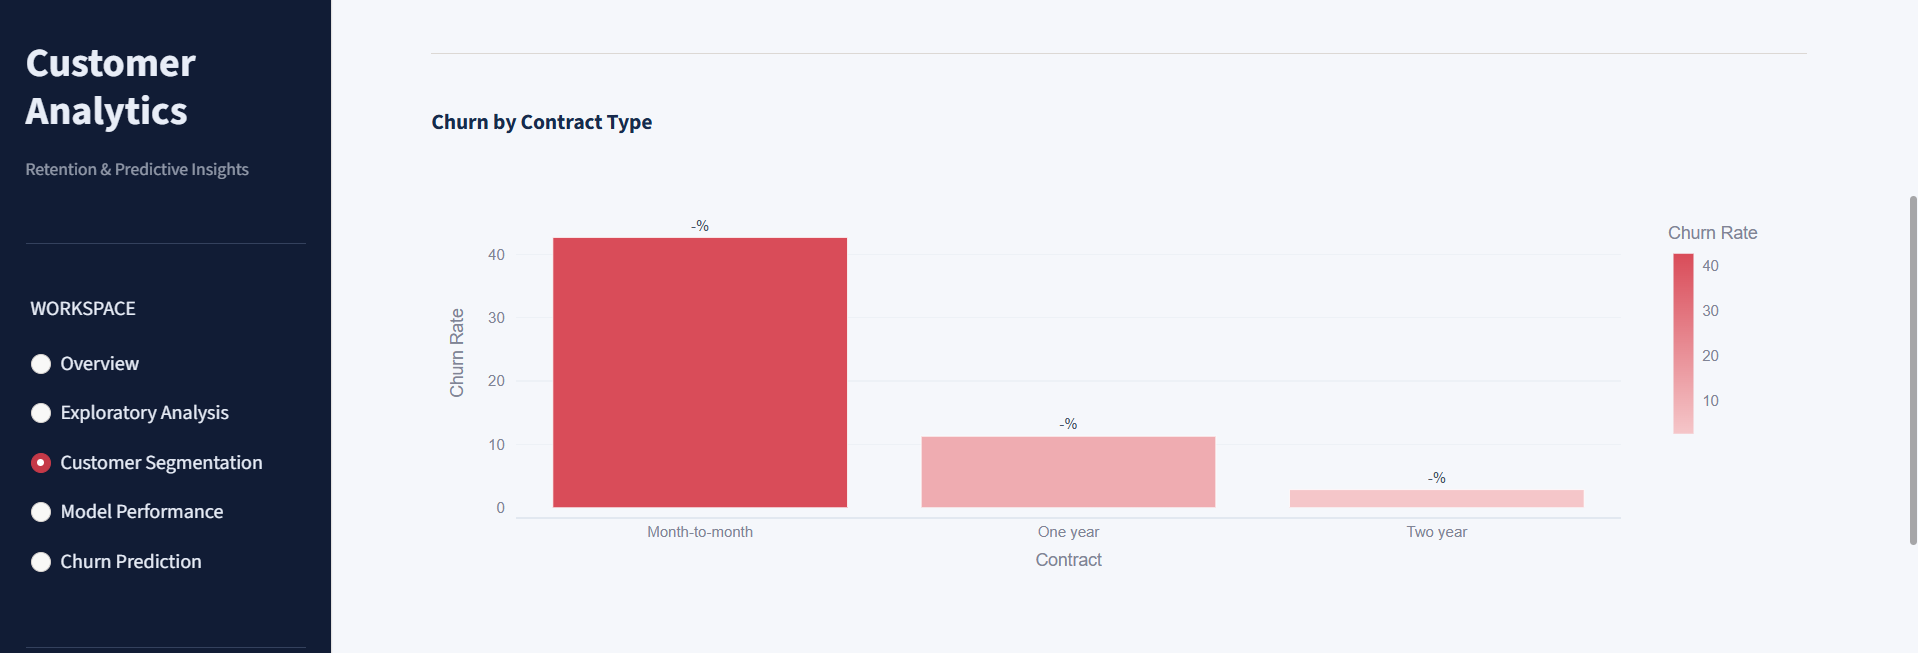 Customer
Analytics
Retention & Predictive Insights
WORKSPACE
Overview
Exploratory Analysis
Customer Segmentation
Model Performance
Churn Prediction
Churn by Contract Type
-%
-%
-%
40
30
20
10
0
Churn Rate
Month-to-month
One year
Two year
Contract
Churn Rate
40
30
20
10